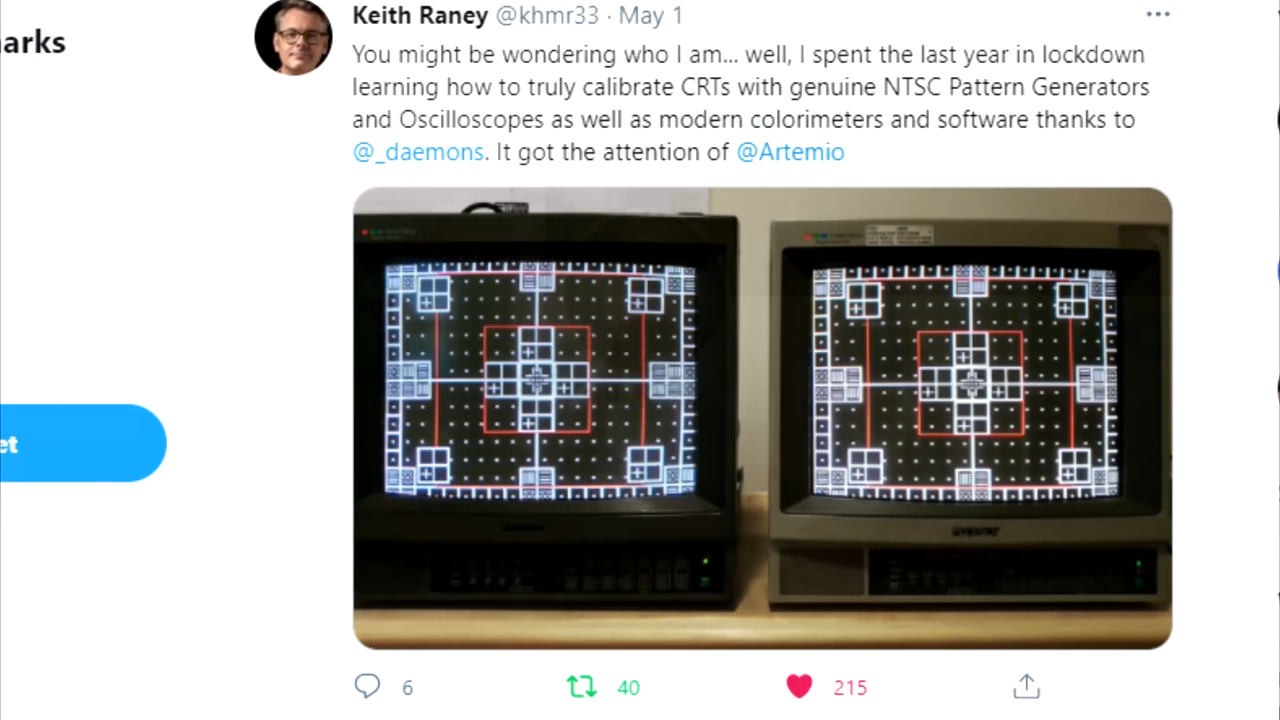 arks
Keith Raney @khmr33 · May 1
You might be wondering who I am... well, I spent the last year in lockdown
learning how to truly calibrate CRTs with genuine NTSC Pattern Generators
and Oscilloscopes as well as modern colorimeters and software thanks to
@_daemons. It got the attention of @Artemio
et
6 40 215